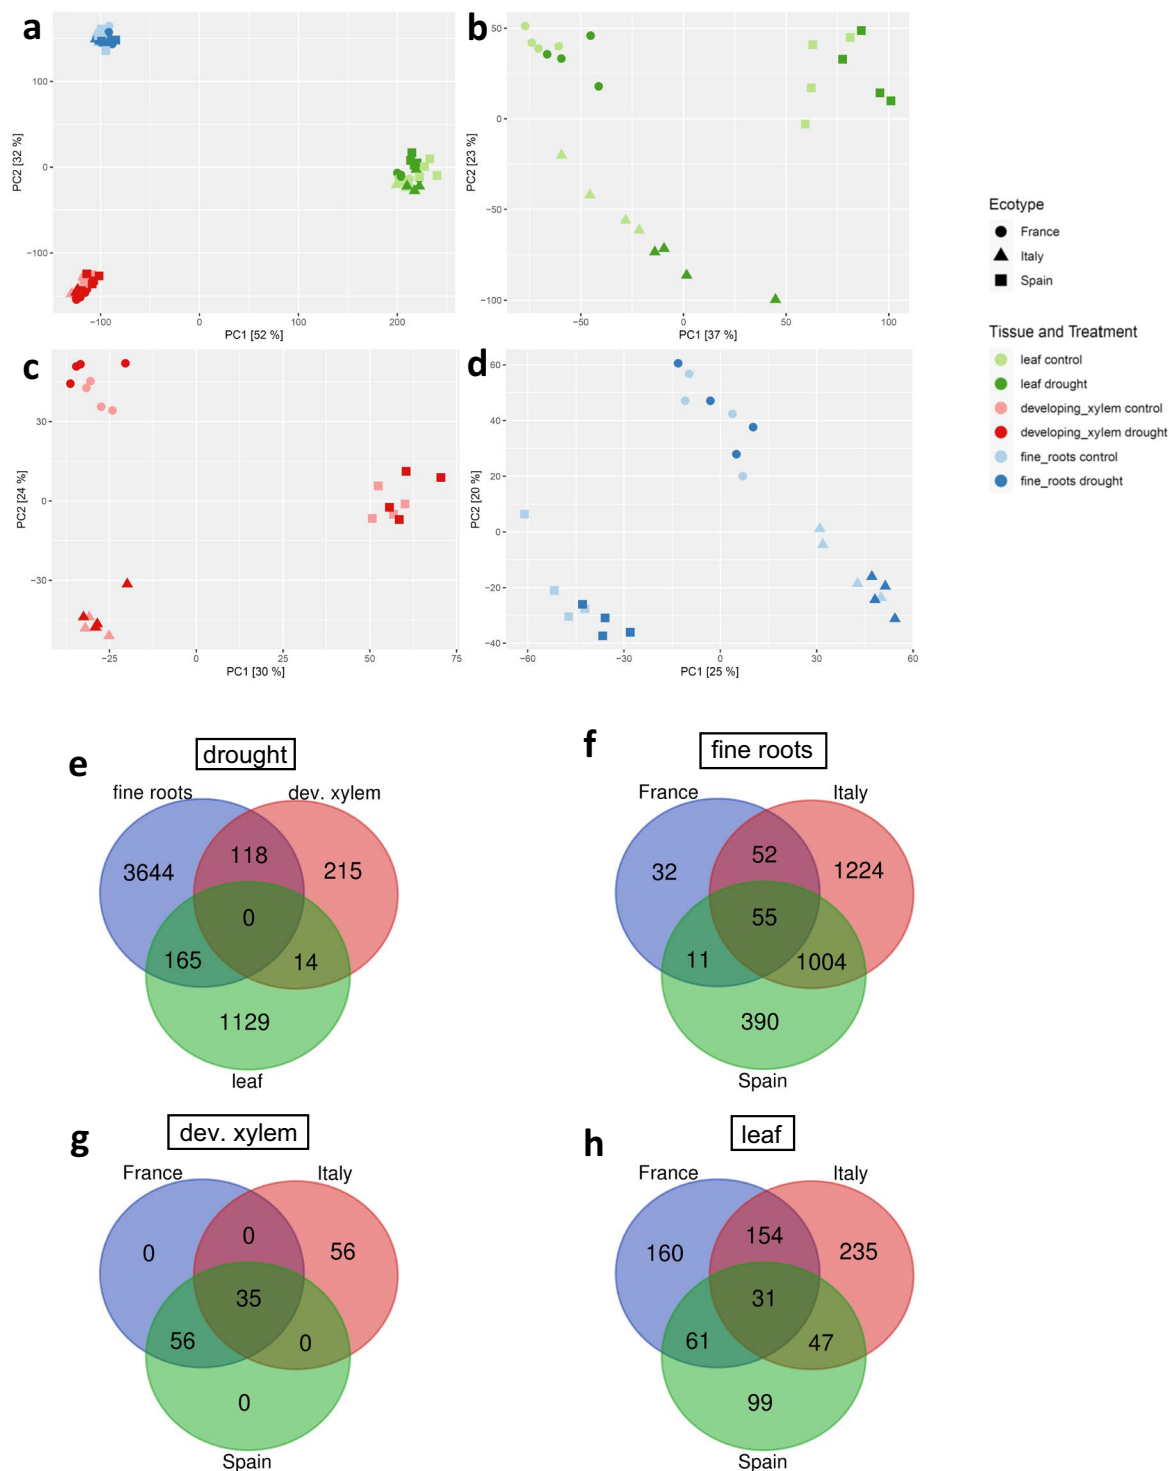 a
100
0
−100
PC2 [32 %]
−100
0
100
200
PC1 [52 %]
b
50
0
−50
−100
PC2 [23 %]
−50
0
50
100
PC1 [37 %]
Ecotype
France
Italy
Spain
Tissue and Treatment
leaf control
leaf drought
developing_xylem control
developing_xylem drought
fine_roots control
fine_roots drought
c
30
0
−30
PC2 [24 %]
−25
0
25
50
75
PC1 [30 %]
d
60
40
20
0
−20
−40
PC2 [20 %]
−60
−30
0
30
60
PC1 [25 %]
e
drought
fine roots
dev. xylem
3644
118
215
0
165
14
1129
leaf
f
fine roots
France
Italy
32
52
1224
55
11
1004
390
Spain
g
dev. xylem
France
Italy
0
0
56
35
56
0
0
Spain
h
leaf
France
Italy
160
154
235
31
61
47
99
Spain